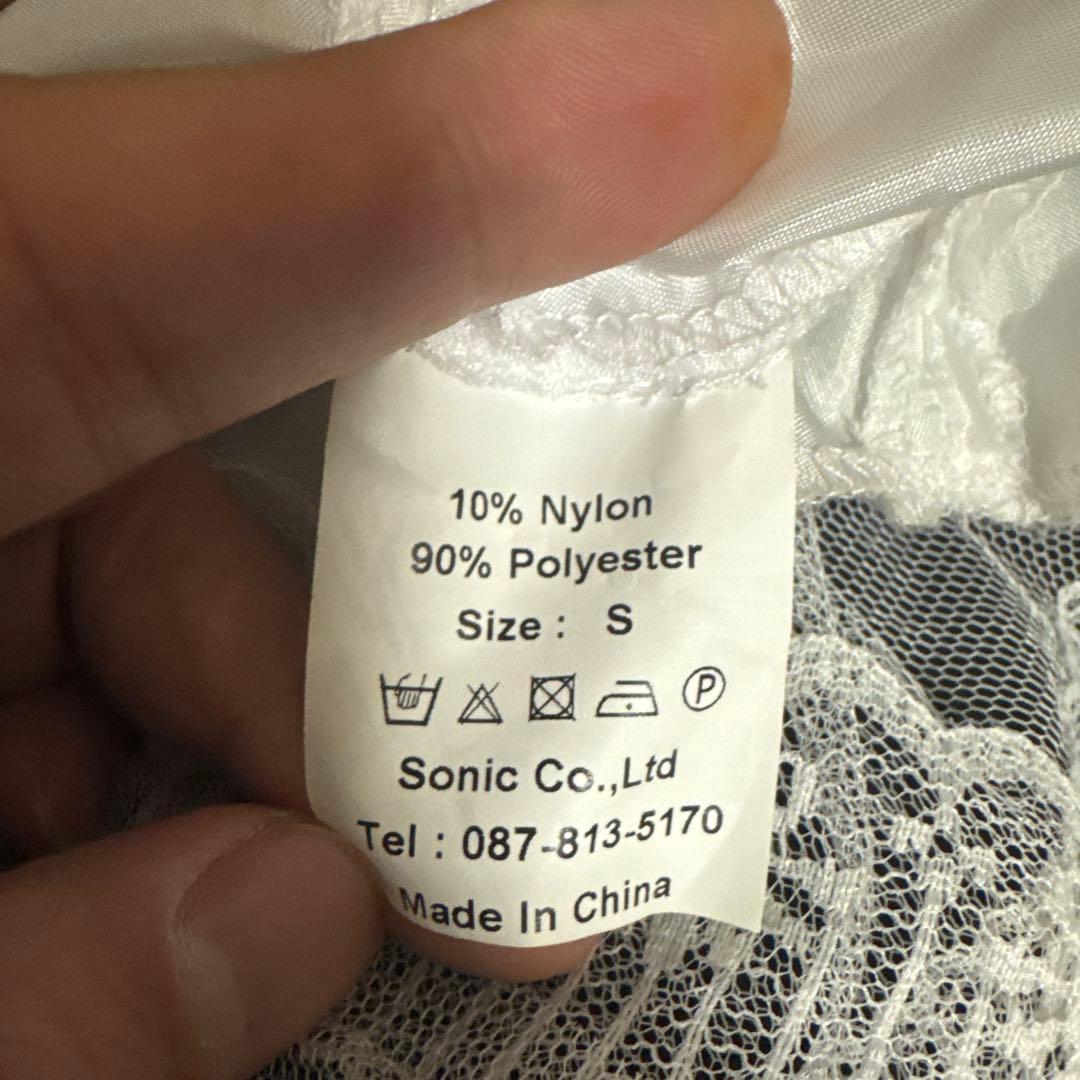 10% Nylon
90% Polyester
Size : S
P
Sonic Co.,Ltd
Tel : 087-813-5170
Made In China